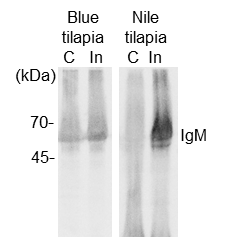 Blue Nile
tilapia tilapia
(kDa) C In C In
70-
IgM
45-